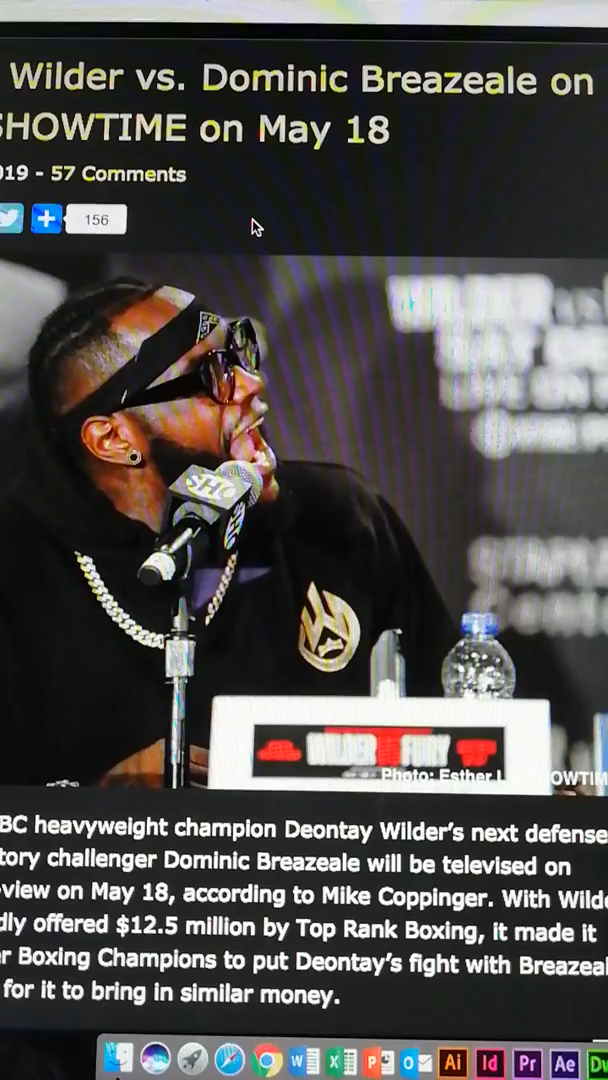 Wilder vs. Dominic Breazeale on
SHOWTIME on May 18
019 - 57 Comments
156
SHO
WILDER FURY
Photo: Esther L OWTIM
BC heavyweight champion Deontay Wilder's next defense
tory challenger Dominic Breazeale will be televised on
-view on May 18, according to Mike Coppinger. With Wilde
dly offered $12.5 million by Top Rank Boxing, it made it
er Boxing Champions to put Deontay's fight with Breazeal
for it to bring in similar money.
W X P O Ai Id Pr Ae Dw